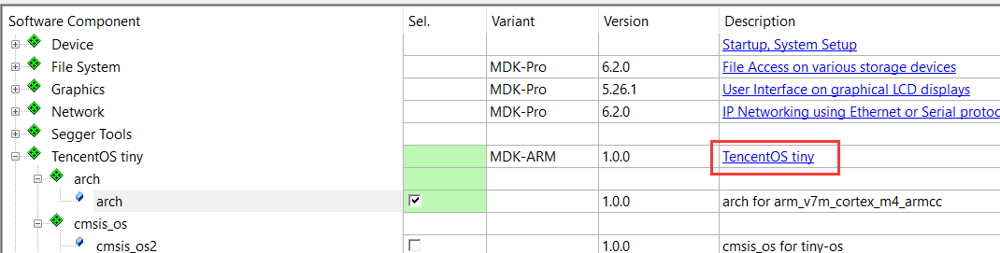 Software Component Sel. Variant Version Description
Device Startup, System Setup
File System MDK-Pro 6.2.0 File Access on various storage devices
Graphics MDK-Pro 5.26.1 User Interface on graphical LCD displays
Network MDK-Pro 6.2.0 IP Networking using Ethernet or Serial protoc
Segger Tools
TencentOS tiny MDK-ARM 1.0.0 TencentOS tiny
arch
arch 1.0.0 arch for arm_v7m_cortex_m4_armcc
cmsis_os
cmsis_os2 1.0.0 cmsis_os for tiny-os